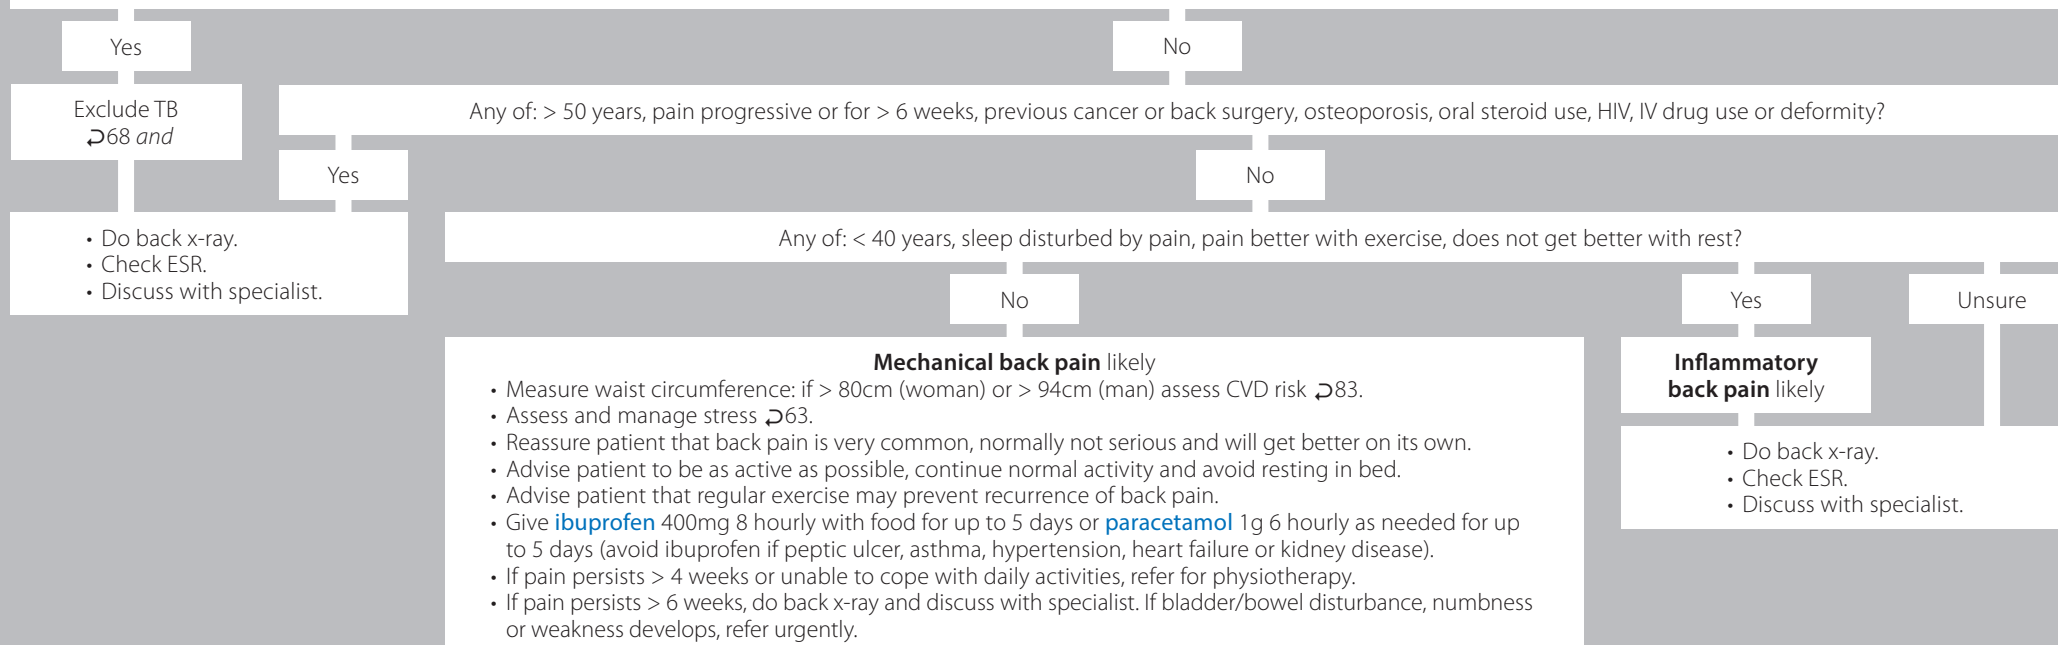 Yes
No
Exclude TB
⮌68 and
Any of: > 50 years, pain progressive or for > 6 weeks, previous cancer or back surgery, osteoporosis, oral steroid use, HIV, IV drug use or deformity?
Yes
No
• Do back x-ray.
• Check ESR.
• Discuss with specialist.
Any of: < 40 years, sleep disturbed by pain, pain better with exercise, does not get better with rest?
No
Yes
Unsure
Mechanical back pain likely
• Measure waist circumference: if > 80cm (woman) or > 94cm (man) assess CVD risk ⮌83.
• Assess and manage stress ⮌63.
• Reassure patient that back pain is very common, normally not serious and will get better on its own.
• Advise patient to be as active as possible, continue normal activity and avoid resting in bed.
• Advise patient that regular exercise may prevent recurrence of back pain.
• Give ibuprofen 400mg 8 hourly with food for up to 5 days or paracetamol 1g 6 hourly as needed for up
to 5 days (avoid ibuprofen if peptic ulcer, asthma, hypertension, heart failure or kidney disease).
• If pain persists > 4 weeks or unable to cope with daily activities, refer for physiotherapy.
• If pain persists > 6 weeks, do back x-ray and discuss with specialist. If bladder/bowel disturbance, numbness
or weakness develops, refer urgently.
Inflammatory
back pain likely
• Do back x-ray.
• Check ESR.
• Discuss with specialist.